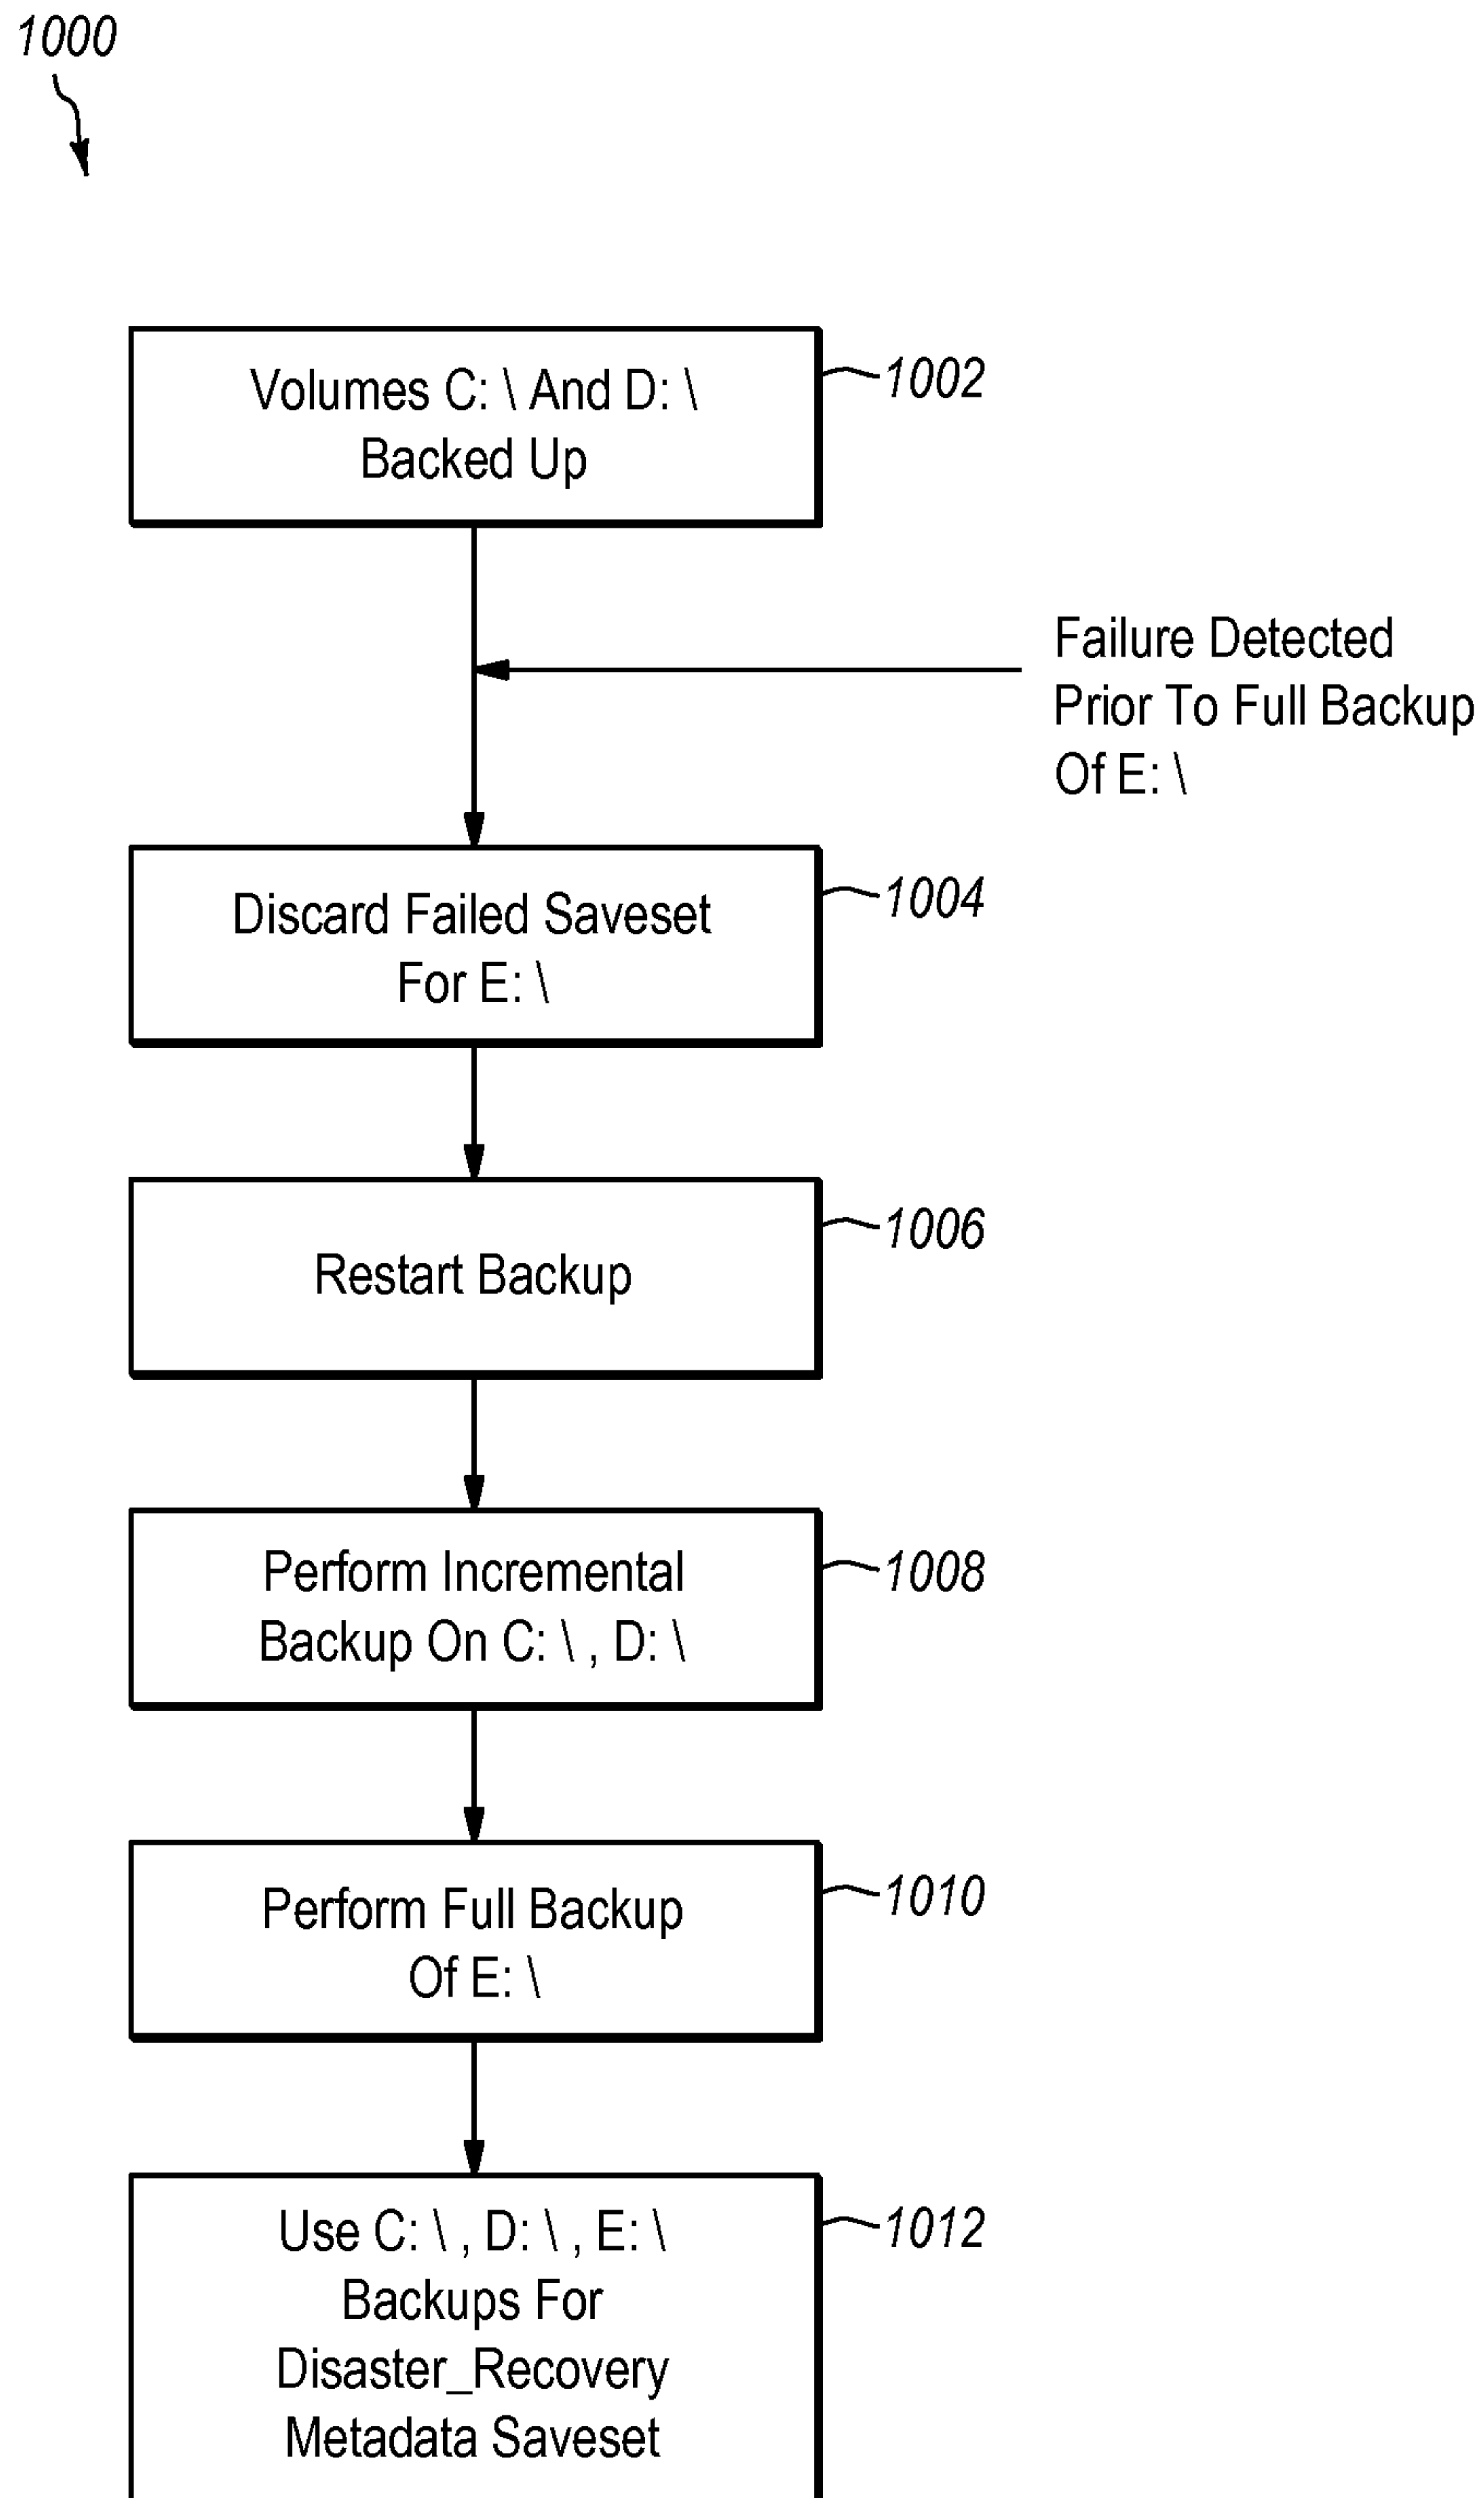 1000
Volumes C: \ And D: \
Backed Up
1002
Failure Detected
Prior To Full Backup
Of E: \
Discard Failed Saveset
For E: \
1004
Restart Backup
1006
Perform Incremental
Backup On C: \ , D: \
1008
Perform Full Backup
Of E: \
1010
Use C: \ , D: \ , E: \
Backups For
Disaster_Recovery
Metadata Saveset
1012